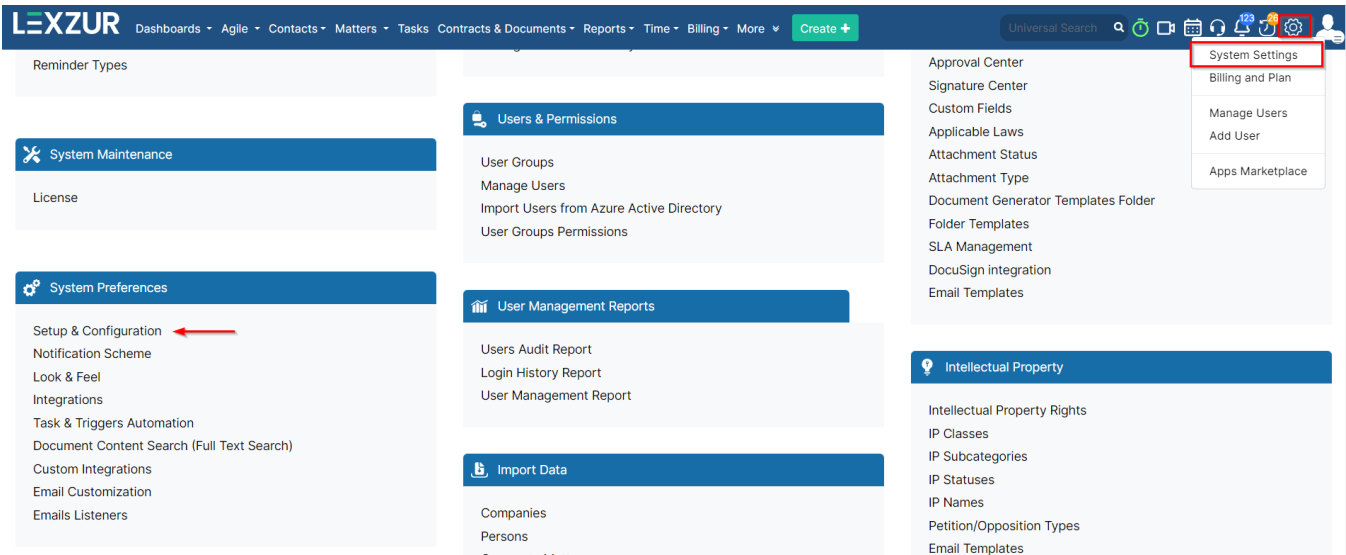 LEXZUR Dashboards Agile Contacts Matters Tasks Contracts & Documents Reports Time Billing More Create + Universal Search 123 26
System Settings
Billing and Plan
Manage Users
Add User
Apps Marketplace
Reminder Types
System Maintenance
License
System Preferences
Setup & Configuration
Notification Scheme
Look & Feel
Integrations
Task & Triggers Automation
Document Content Search (Full Text Search)
Custom Integrations
Email Customization
Emails Listeners
Users & Permissions
User Groups
Manage Users
Import Users from Azure Active Directory
User Groups Permissions
User Management Reports
Users Audit Report
Login History Report
User Management Report
Import Data
Companies
Persons
Approval Center
Signature Center
Custom Fields
Applicable Laws
Attachment Status
Attachment Type
Document Generator Templates Folder
Folder Templates
SLA Management
DocuSign integration
Email Templates
Intellectual Property
Intellectual Property Rights
IP Classes
IP Subcategories
IP Statuses
IP Names
Petition/Opposition Types
Email Templates